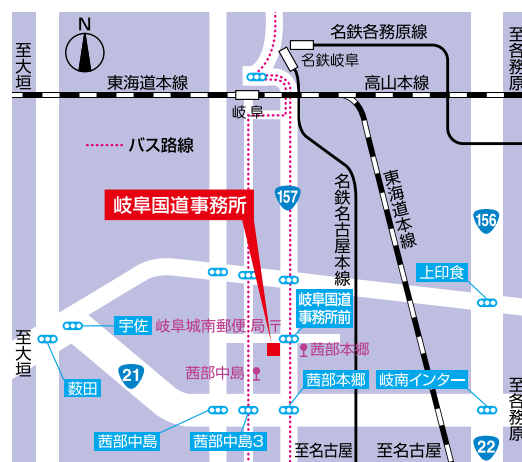 N
名鉄各務原線
至各務原
至大垣
名鉄岐阜
東海道本線
高山本線
岐阜
バス路線
157
岐阜国道事務所
名鉄名古屋本線
東海道本線
156
上印食
岐阜国道
事務所前
宇佐
岐阜城南郵便局〒
至大垣
茜部本郷
薮田
21
茜部中島
茜部本郷
岐南インター
至各務原
茜部中島
茜部中島3
至名古屋
至名古屋
22